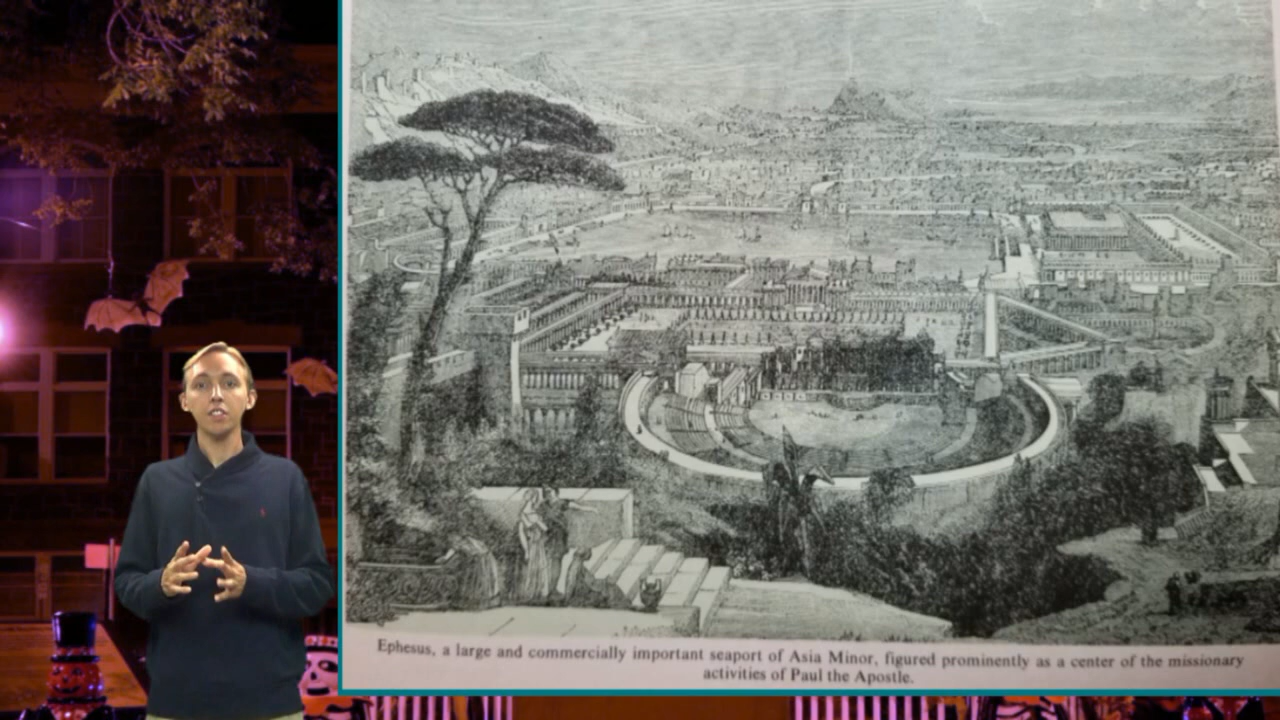 Ephesus, a large and commercially important seaport of Asia Minor, figured prominently as a center of the missionary
activities of Paul the Apostle.